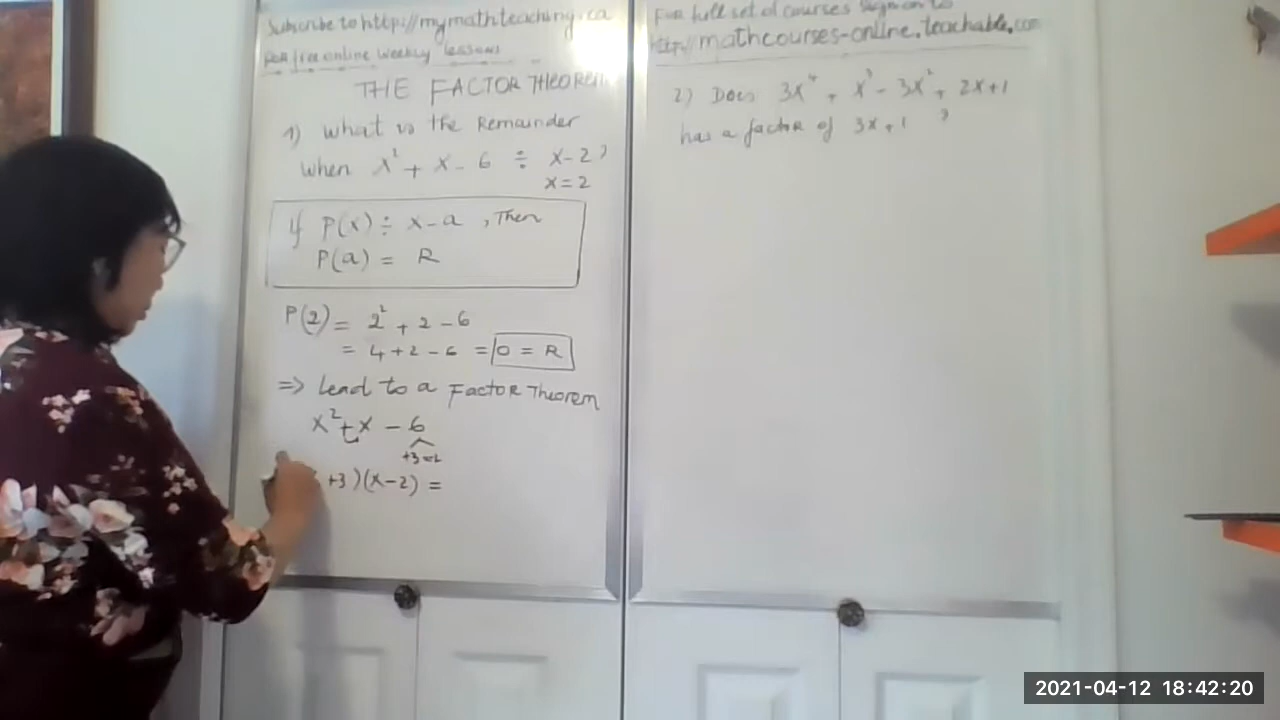 Subscribe to http://mymathteaching.ca
for free online weekly lessons
THE FACTOR THEOREM
1) What is the Remainder
When x² + x - 6 ÷ x-2?
x=2
If P(x) ÷ x-a, Then
P(a) = R
P(2) = 2² + 2 - 6
= 4+2-6 = 0 = R
=> Lead to a Factor Theorem
x² + x - 6
+3 -2
+3)(x-2) =
For full set of courses sign on to
http://mathcourses-online.teachable.com
2) Does 3x⁴ + x³ - 3x² + 2x+1
has a factor of 3x+1 ?
2021-04-12 18:42:20